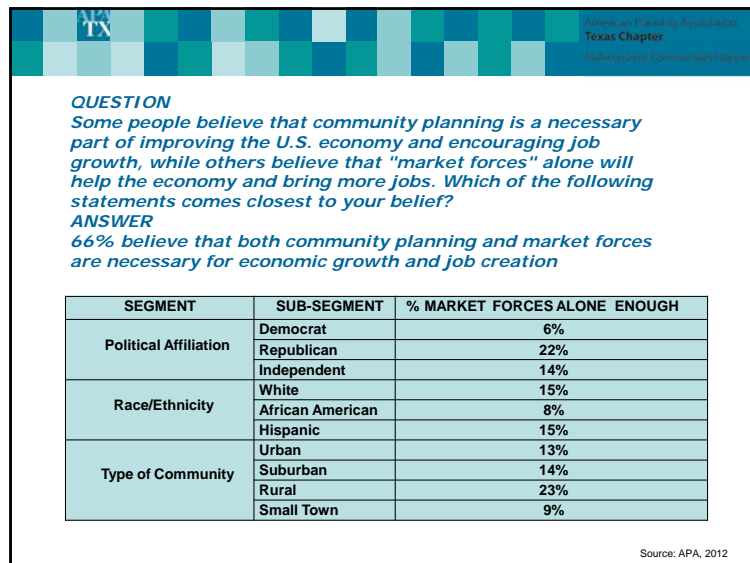 APA
TX
American Planning Association
Texas Chapter
Making Great Communities Happen
QUESTION
Some people believe that community planning is a necessary
part of improving the U.S. economy and encouraging job
growth, while others believe that "market forces" alone will
help the economy and bring more jobs. Which of the following
statements comes closest to your belief?
ANSWER
66% believe that both community planning and market forces
are necessary for economic growth and job creation
SEGMENT SUB-SEGMENT % MARKET FORCES ALONE ENOUGH
Political Affiliation
Democrat 6%
Republican 22%
Independent 14%
Race/Ethnicity
White 15%
African American 8%
Hispanic 15%
Type of Community
Urban 13%
Suburban 14%
Rural 23%
Small Town 9%
Source: APA, 2012